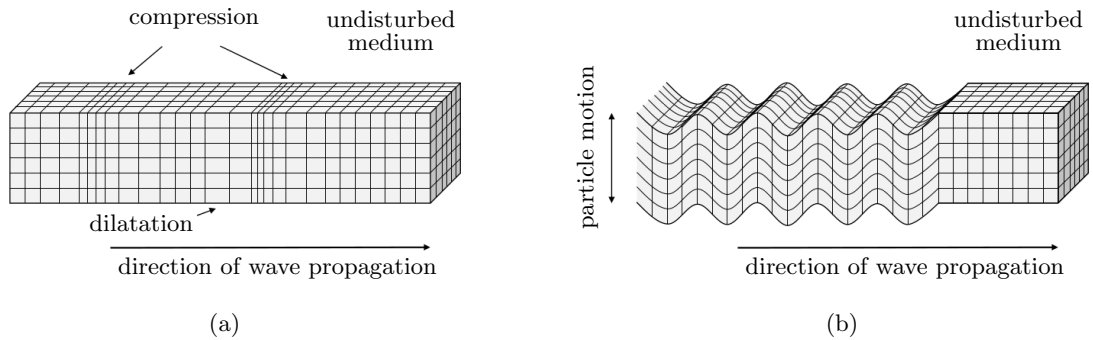 compression
undisturbed
medium
dilatation
direction of wave propagation
(a)
undisturbed
medium
particle motion
direction of wave propagation
(b)